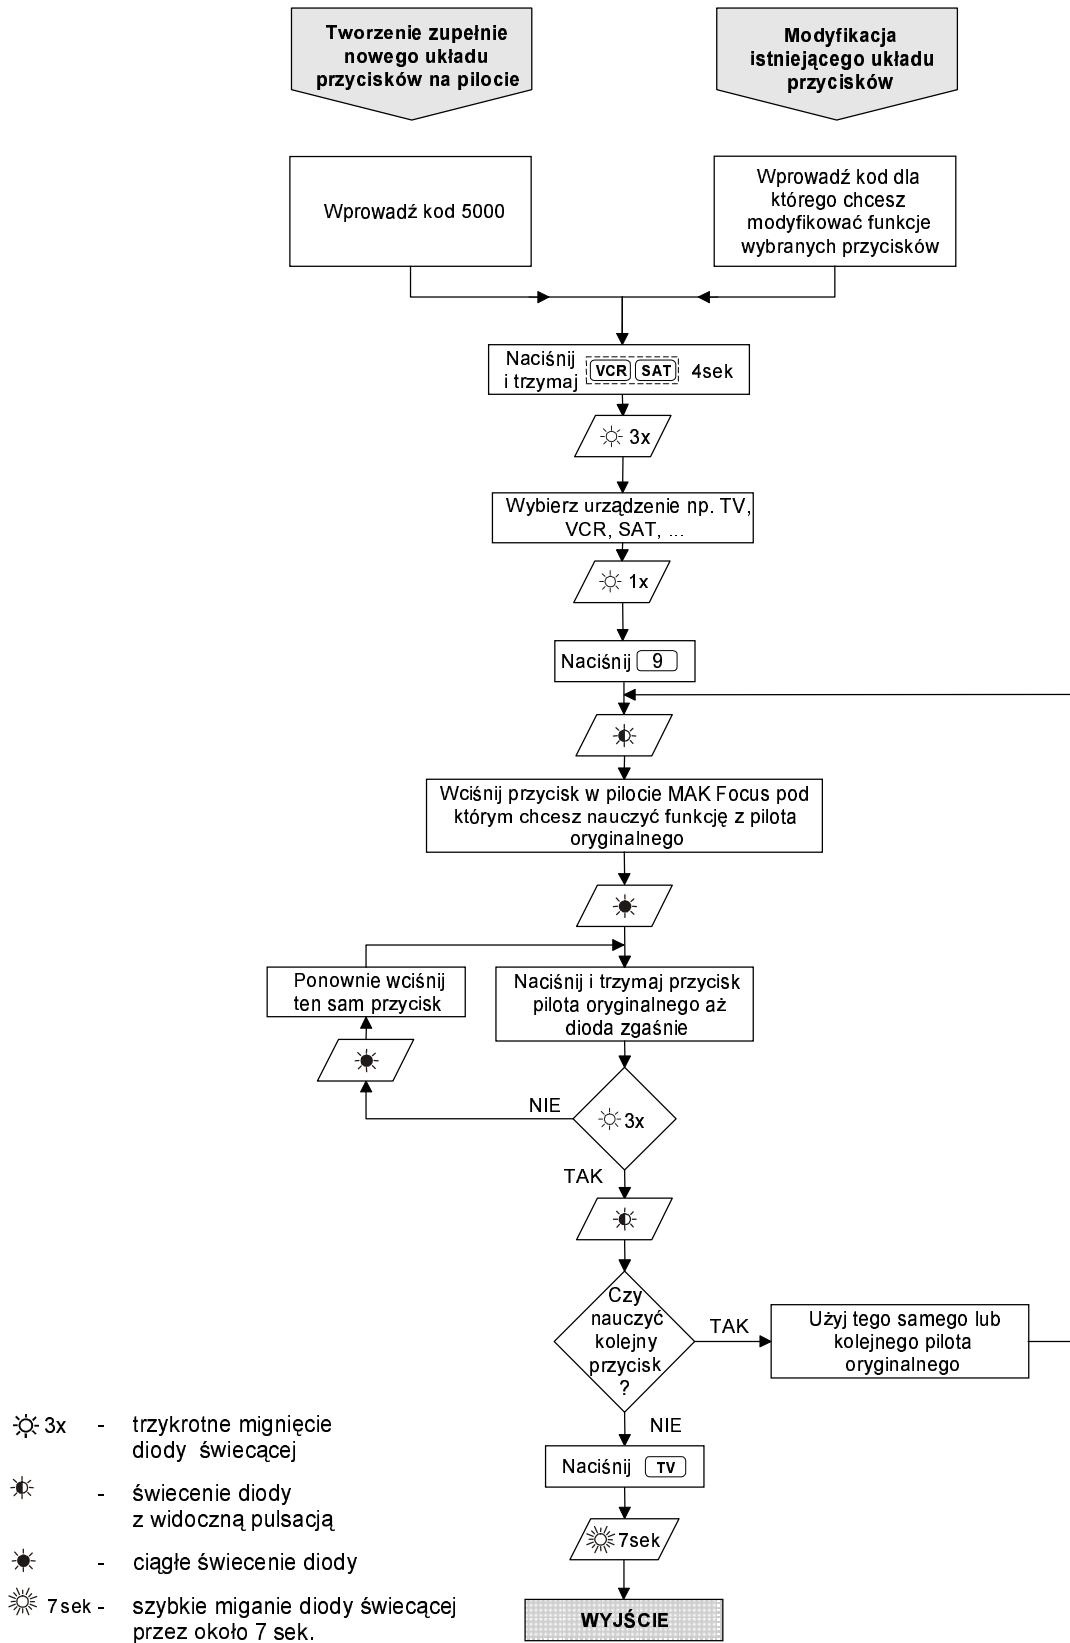 Tworzenie zupełnie
nowego układu
przycisków na pilocie
Modyfikacja
istniejącego układu
przycisków
Wprowadź kod 5000
Wprowadź kod dla
którego chcesz
modyfikować funkcje
wybranych przycisków
Naciśnij
i trzymaj VCR SAT 4sek
3x
Wybierz urządzenie np. TV,
VCR, SAT, ...
1x
Naciśnij 9
Wciśnij przycisk w pilocie MAK Focus pod
którym chcesz nauczyć funkcję z pilota
oryginalnego
Ponownie wciśnij
ten sam przycisk
Naciśnij i trzymaj przycisk
pilota oryginalnego aż
dioda zgaśnie
NIE
3x
TAK
Czy
nauczyć
kolejny
przycisk
?
TAK
Użyj tego samego lub
kolejnego pilota
oryginalnego
NIE
Naciśnij TV
7sek
WYJŚCIE
3x - trzykrotne mignięcie
diody świecącej
- świecenie diody
z widoczną pulsacją
- ciągłe świecenie diody
7sek - szybkie miganie diody świecącej
przez około 7 sek.